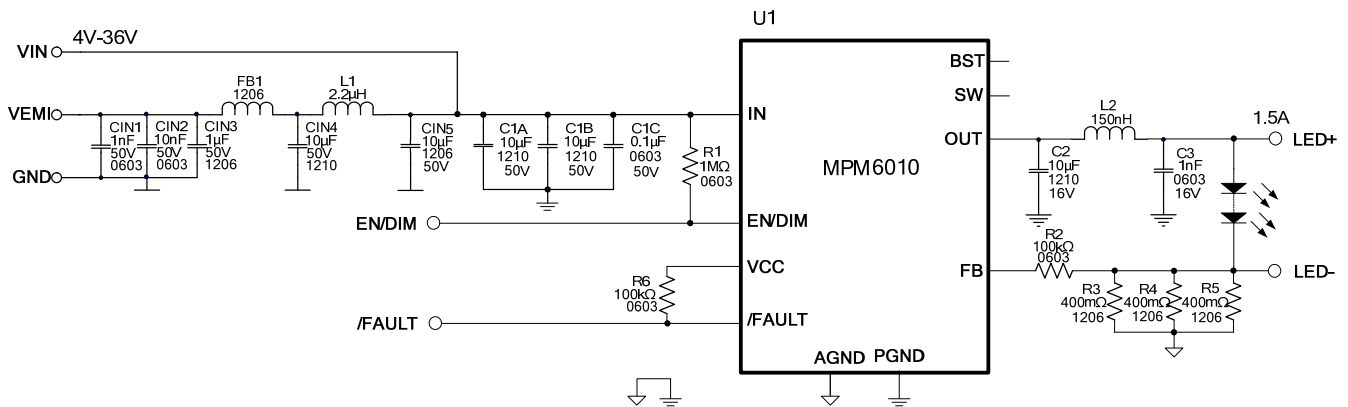 U1
VIN
4V-36V
VEMI
GND
FB1
1206
L1
2.2µH
CIN1
1nF
50V
0603
CIN2
10nF
50V
0603
CIN3
1µF
50V
1206
CIN4
10µF
50V
1210
CIN5
10µF
1206
50V
C1A
10µF
1210
50V
C1B
10µF
1210
50V
C1C
0.1µF
0603
50V
R1
1MΩ
0603
EN/DIM
R6
100kΩ
0603
/FAULT
IN
EN/DIM
VCC
/FAULT
MPM6010
BST
SW
OUT
FB
AGND
PGND
L2
150nH
C2
10µF
1210
16V
C3
1nF
0603
16V
1.5A
LED+
R2
100kΩ
0603
LED-
R3
400mΩ
1206
R4
400mΩ
1206
R5
400mΩ
1206